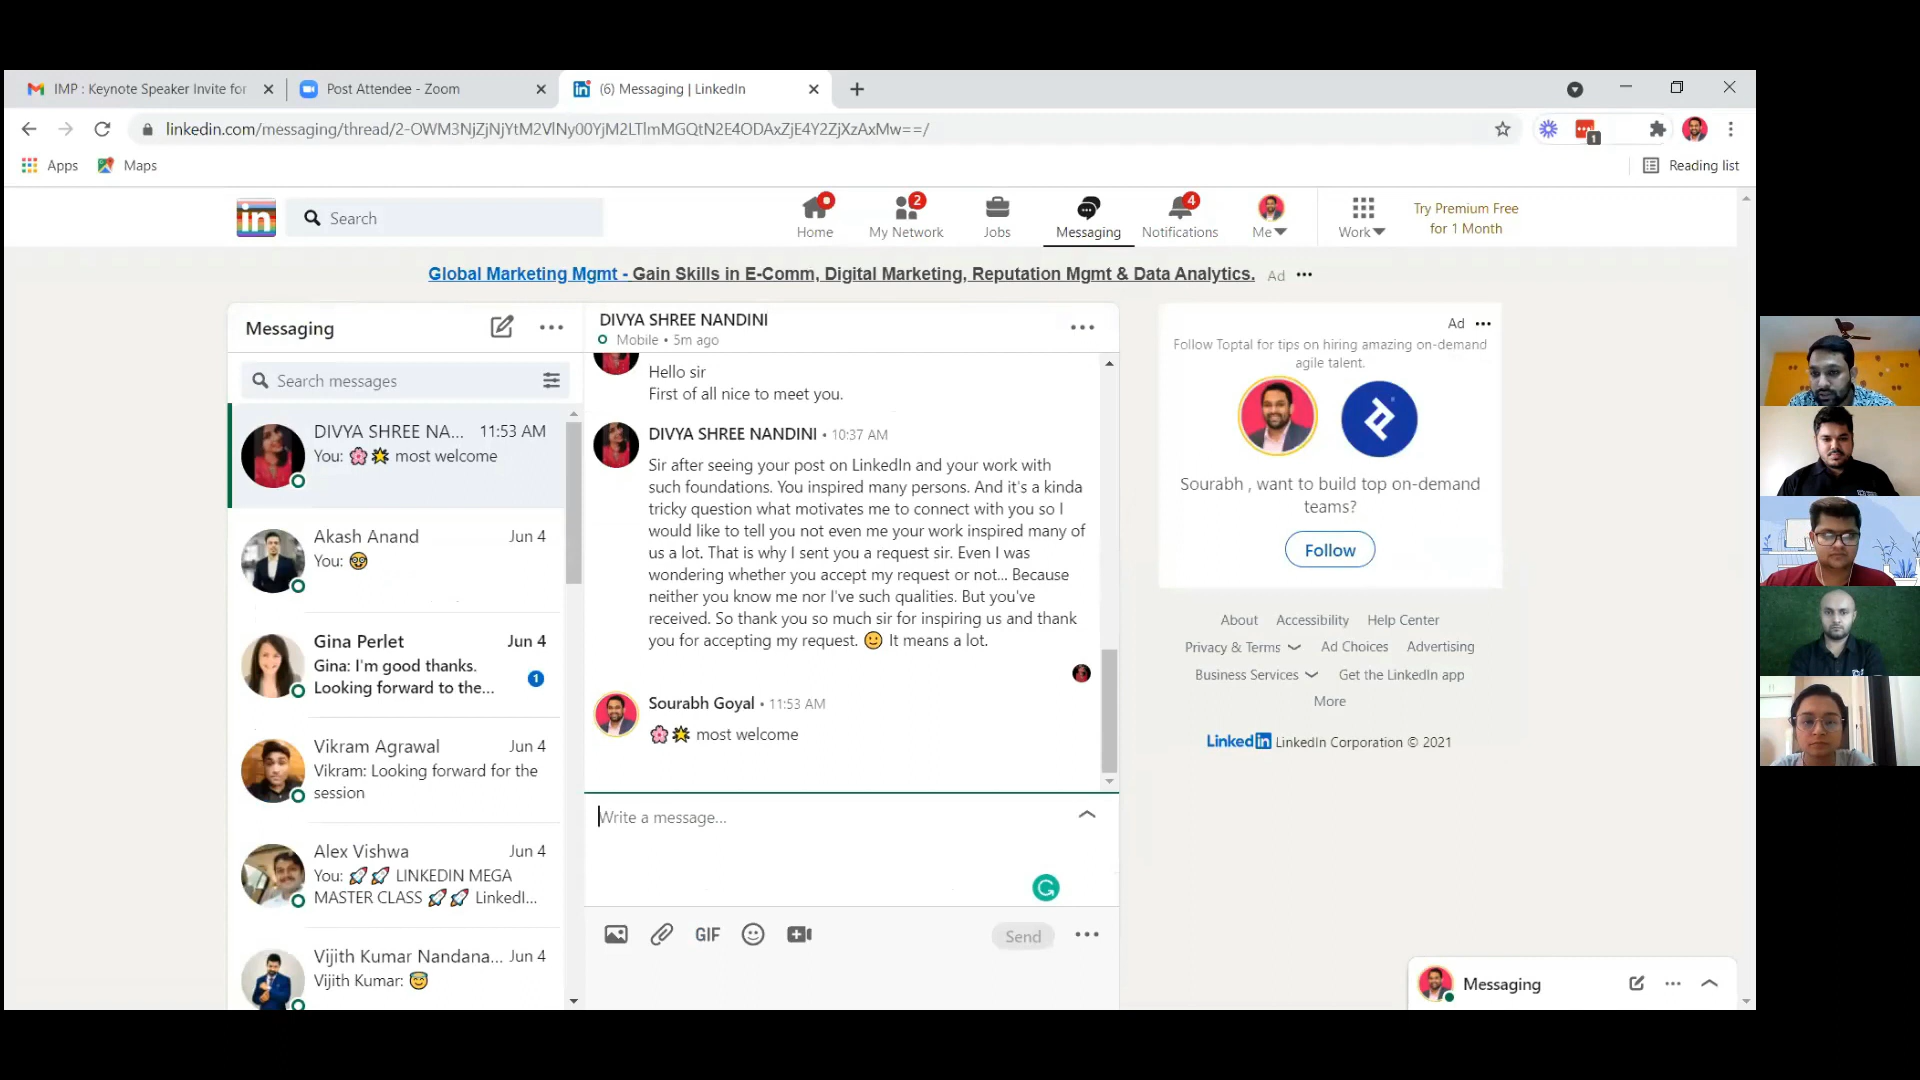 IMP : Keynote Speaker Invite for
Post Attendee - Zoom
(6) Messaging | LinkedIn
linkedin.com/messaging/thread/2-OWM3NjZjNjYtM2VlNy00YjM2LTlmMGQtN2E4ODAxZjE4Y2ZjXzAxMw==/
1
Apps
Maps
Reading list
in
Search
Home
2
My Network
Jobs
Messaging
4
Notifications
Me
Work
Try Premium Free
for 1 Month
Global Marketing Mgmt - Gain Skills in E-Comm, Digital Marketing, Reputation Mgmt & Data Analytics.
Ad
Messaging
Search messages
DIVYA SHREE NA... 11:53 AM
You: 🌸🌟 most welcome
Akash Anand Jun 4
You: 🤓
Gina Perlet Jun 4
Gina: I'm good thanks.
Looking forward to the...
1
Vikram Agrawal Jun 4
Vikram: Looking forward for the
session
Alex Vishwa Jun 4
You: 🚀🚀 LINKEDIN MEGA
MASTER CLASS 🚀🚀 LinkedI...
Vijith Kumar Nandana... Jun 4
Vijith Kumar: 😇
DIVYA SHREE NANDINI
Mobile • 5m ago
Hello sir
First of all nice to meet you.
DIVYA SHREE NANDINI • 10:37 AM
Sir after seeing your post on LinkedIn and your work with
such foundations. You inspired many persons. And it's a kinda
tricky question what motivates me to connect with you so I
would like to tell you not even me your work inspired many of
us a lot. That is why I sent you a request sir. Even I was
wondering whether you accept my request or not... Because
neither you know me nor I've such qualities. But you've
received. So thank you so much sir for inspiring us and thank
you for accepting my request. 🙂 It means a lot.
Sourabh Goyal • 11:53 AM
🌸🌟 most welcome
Write a message...
GIF
Send
Ad
Follow Toptal for tips on hiring amazing on-demand
agile talent.
Sourabh , want to build top on-demand
teams?
Follow
About Accessibility Help Center
Privacy & Terms Ad Choices Advertising
Business Services Get the LinkedIn app
More
LinkedIn LinkedIn Corporation © 2021
Messaging